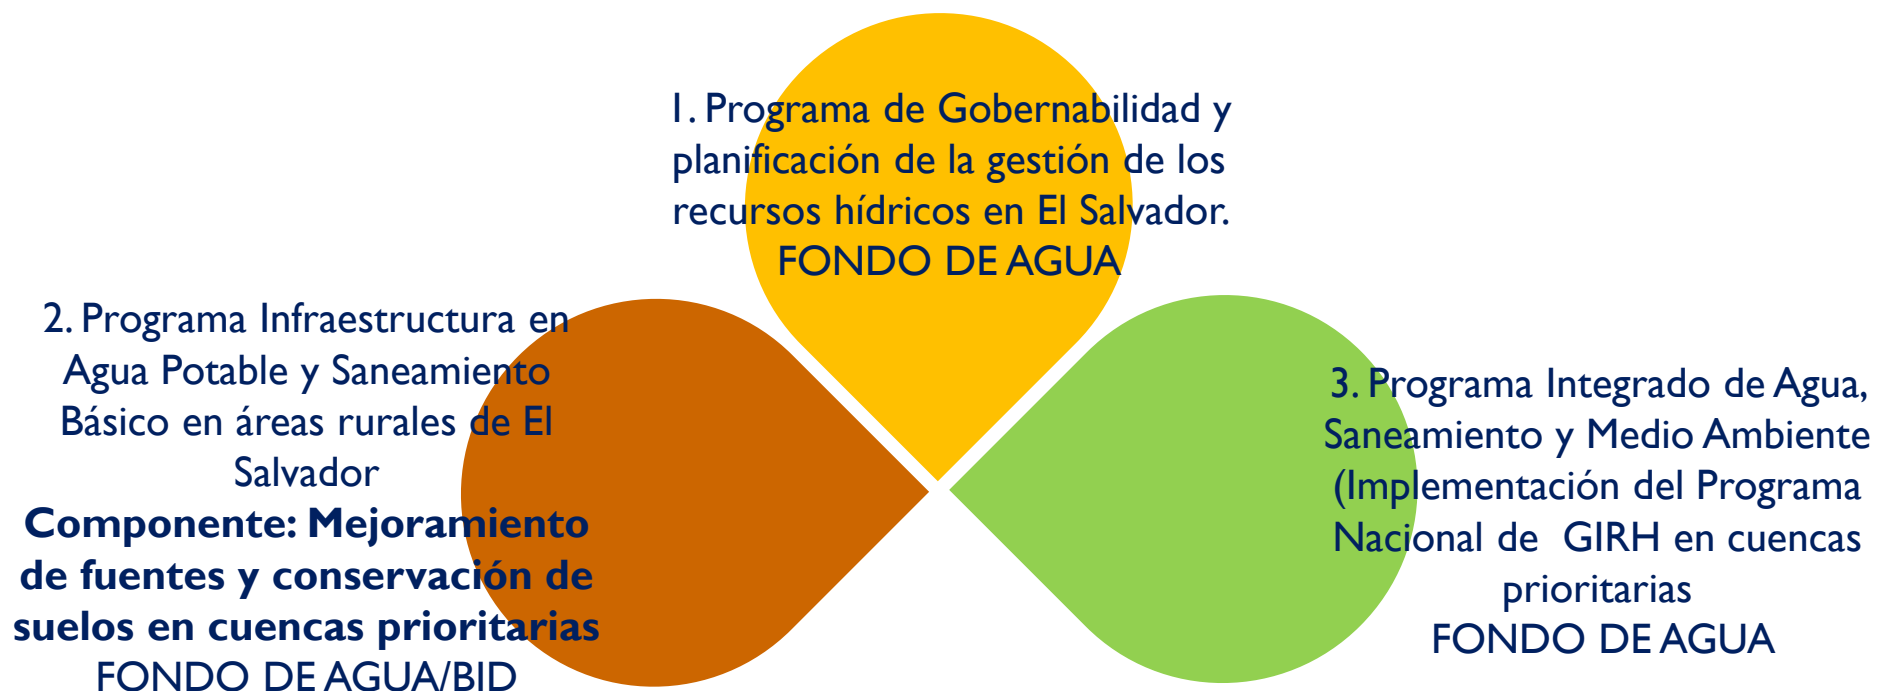 1. Programa de Gobernabilidad y
planificación de la gestión de los
recursos hídricos en El Salvador.
FONDO DE AGUA
2. Programa Infraestructura en
Agua Potable y Saneamiento
Básico en áreas rurales de El
Salvador
Componente: Mejoramiento
de fuentes y conservación de
suelos en cuencas prioritarias
FONDO DE AGUA/BID
3. Programa Integrado de Agua,
Saneamiento y Medio Ambiente
(Implementación del Programa
Nacional de  GIRH en cuencas
prioritarias
FONDO DE AGUA